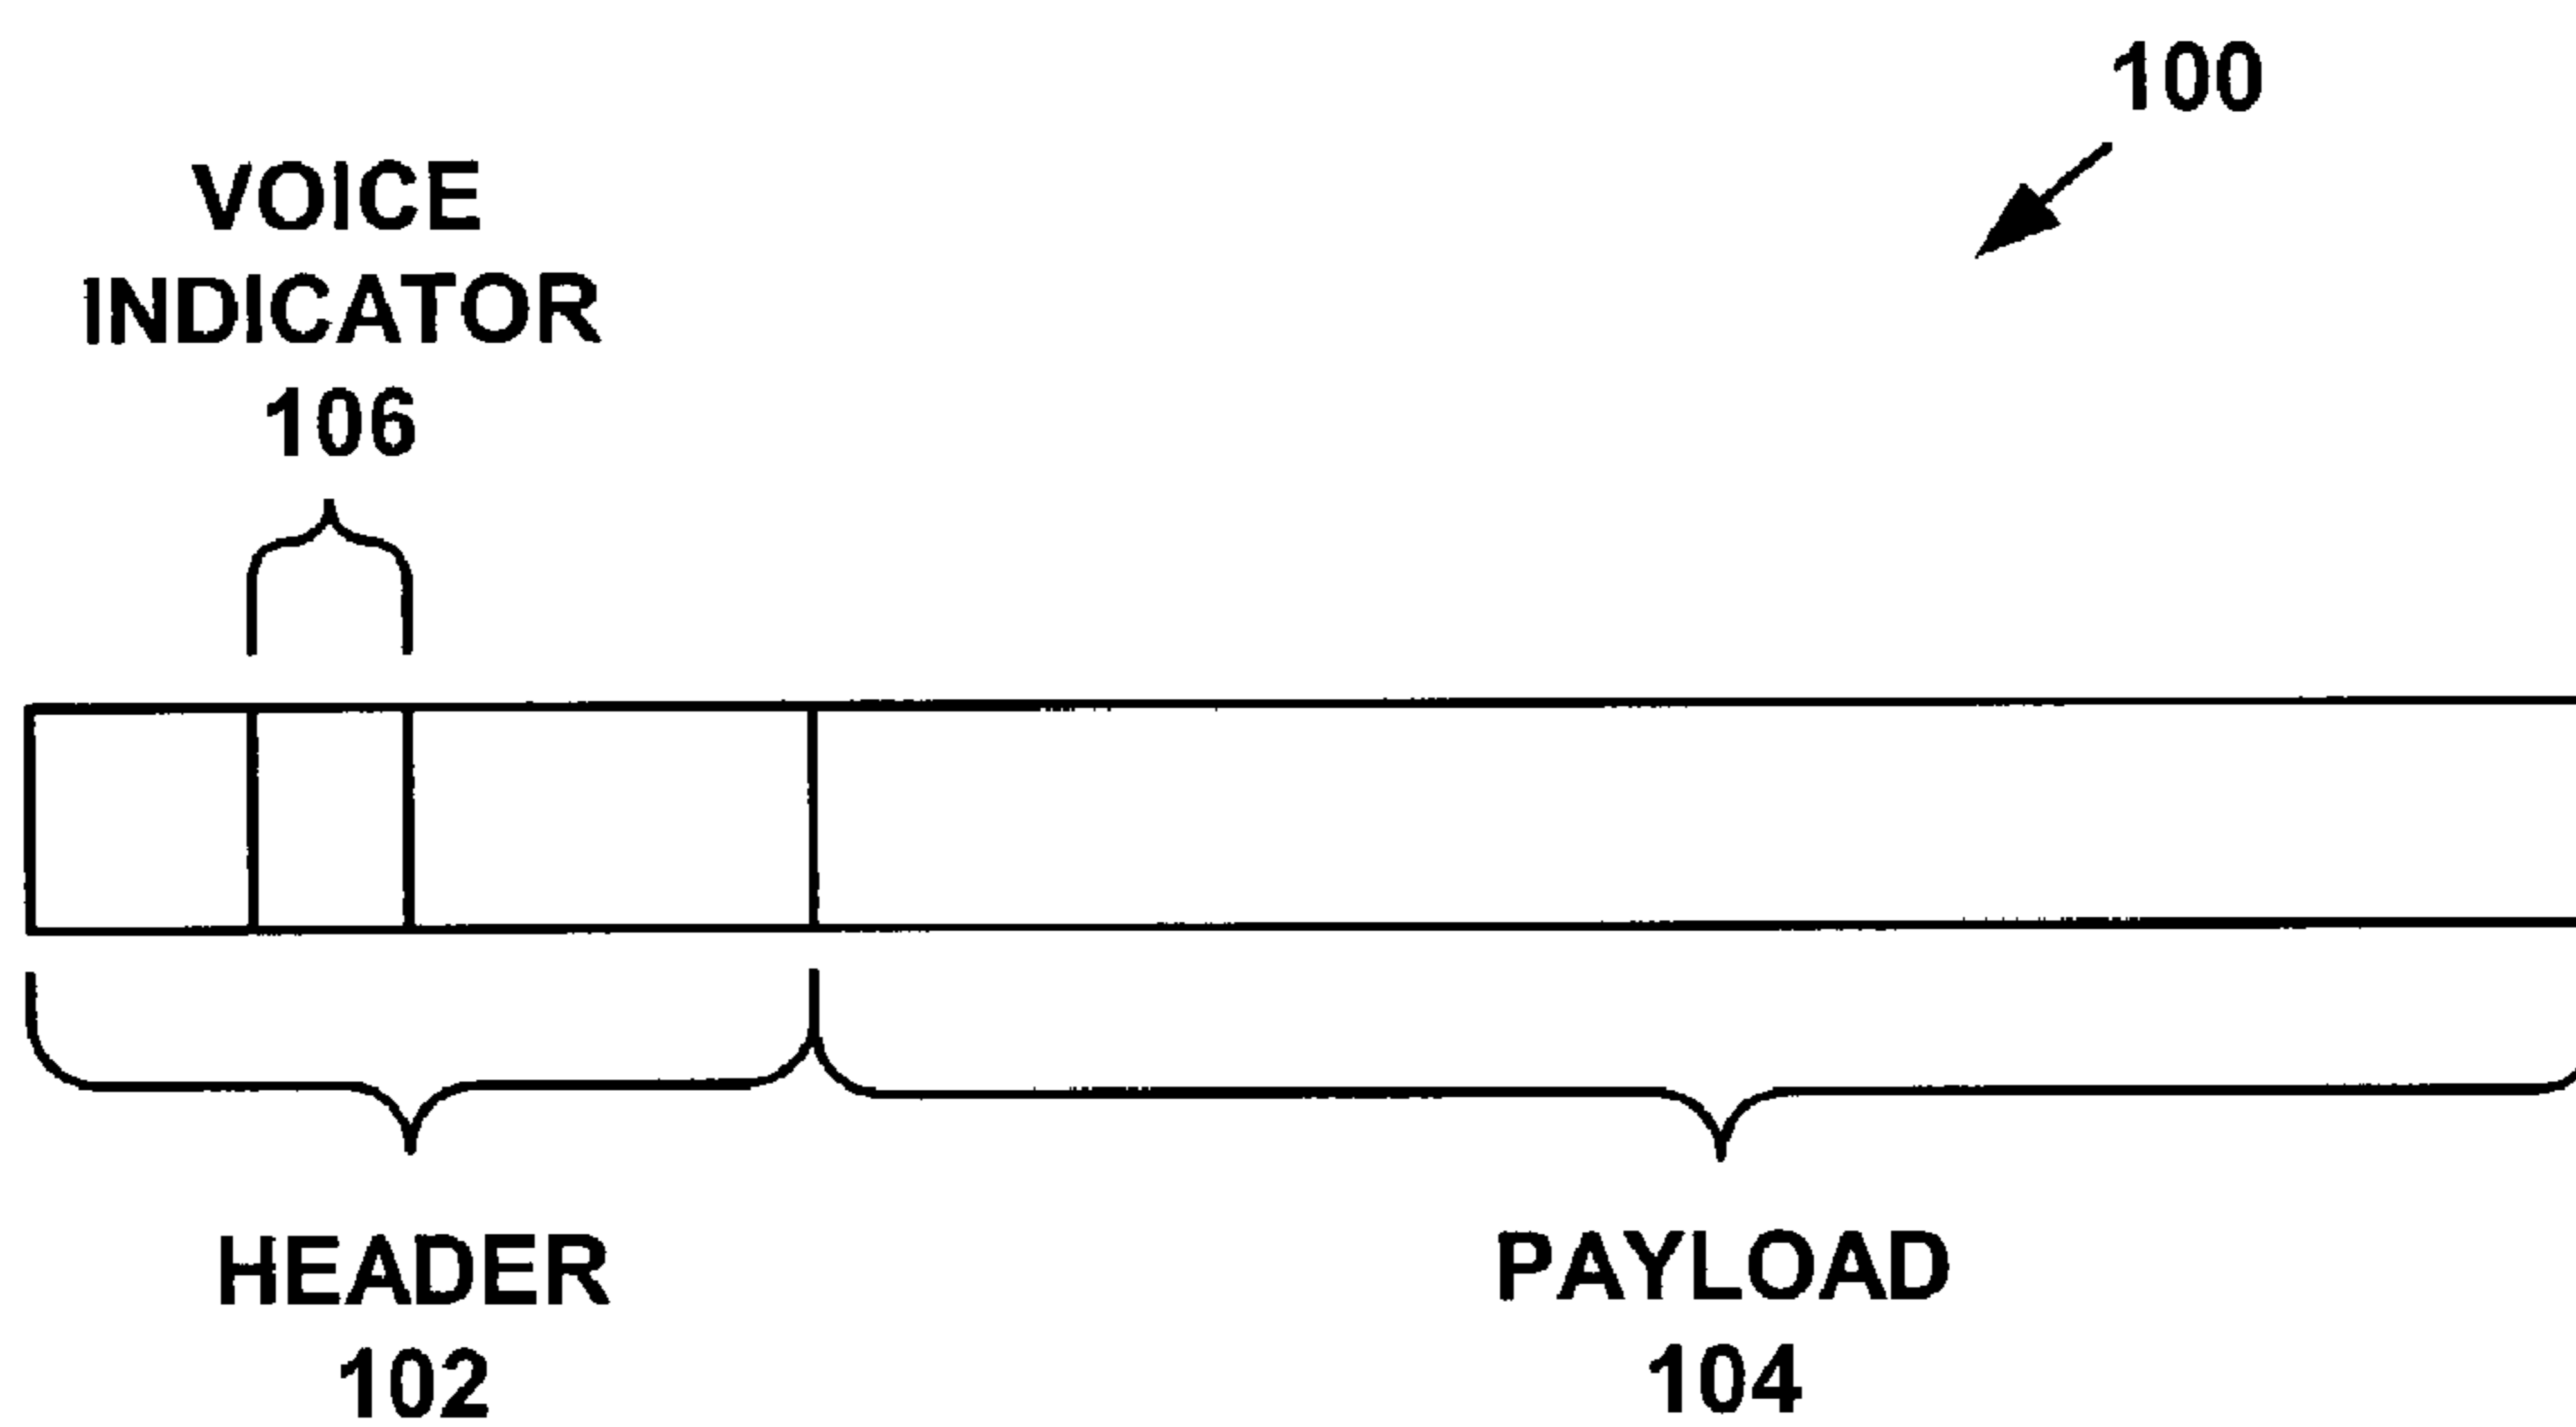 100
VOICE
INDICATOR
106
HEADER
102
PAYLOAD
104